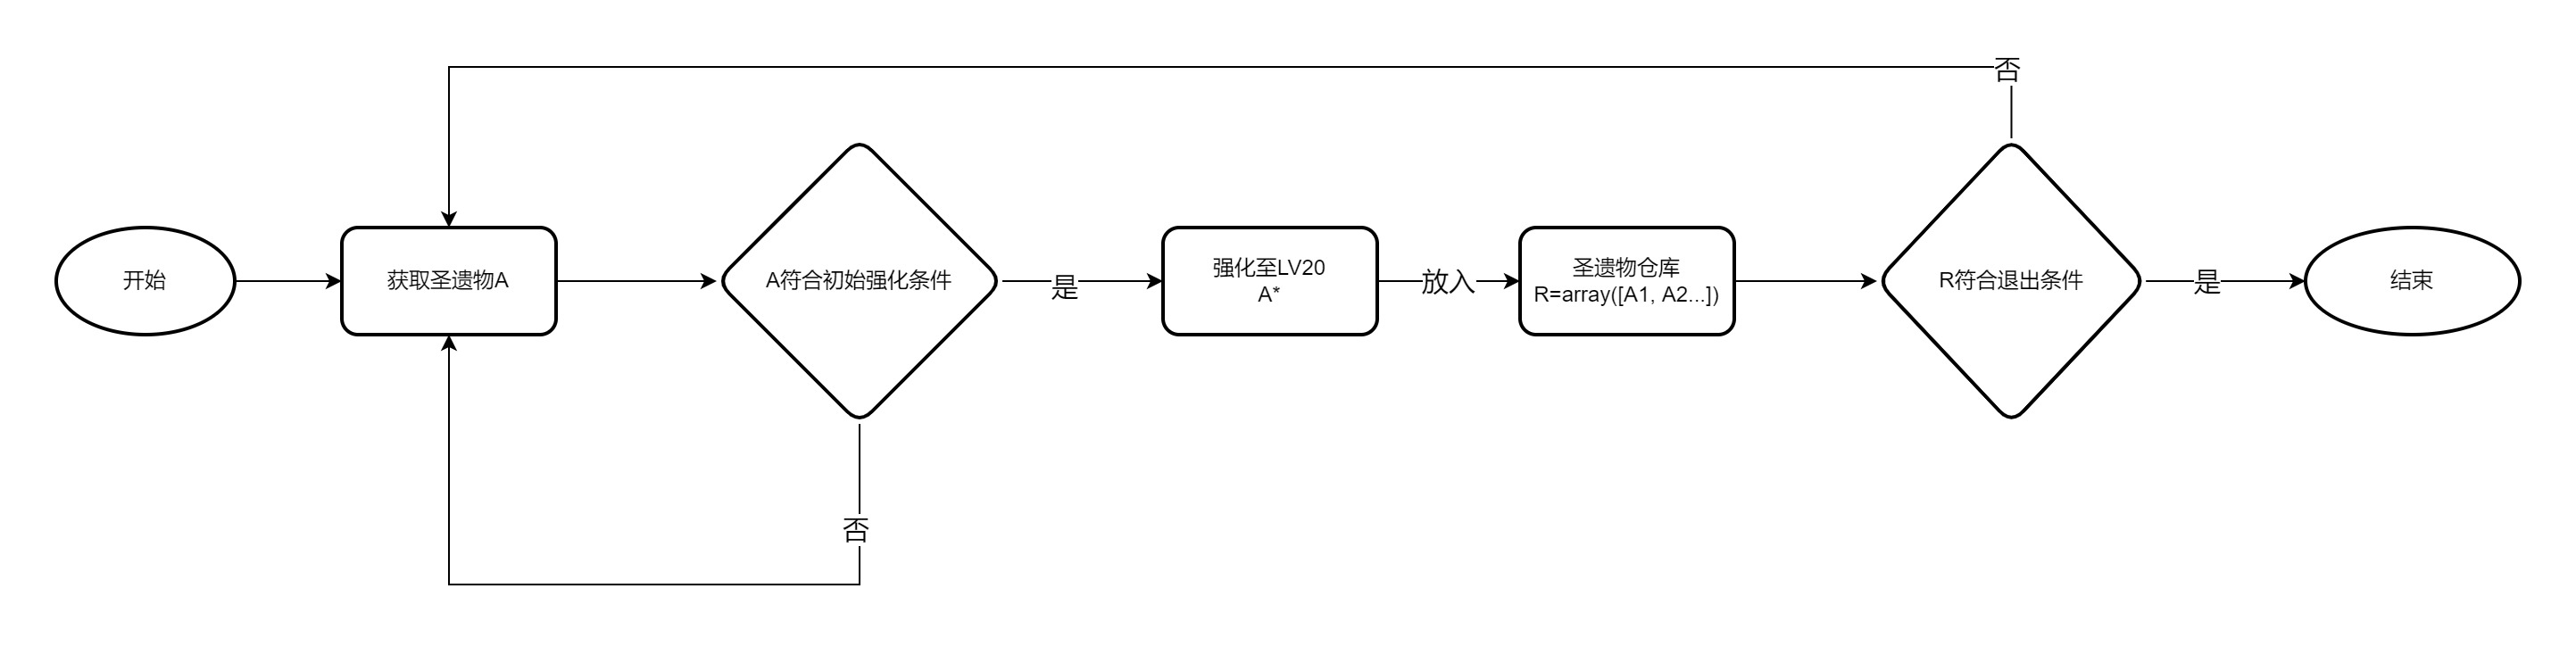 否
开始
获取圣遗物A
A符合初始强化条件
是
强化至LV20
A*
放入
圣遗物仓库
R=array([A1, A2...])
R符合退出条件
是
结束
否